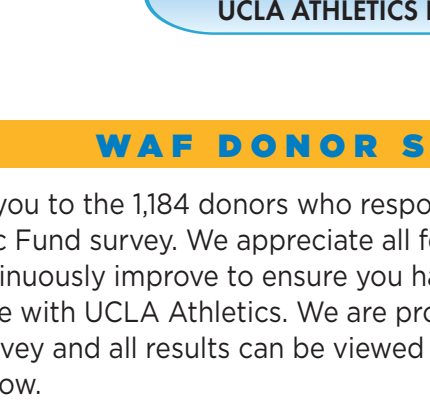 UCLA ATHLETICS
WAF DONOR S
you to the 1,184 donors who respo
c Fund survey. We appreciate all f
inuously improve to ensure you ha
e with UCLA Athletics. We are pro
vey and all results can be viewed
ow.